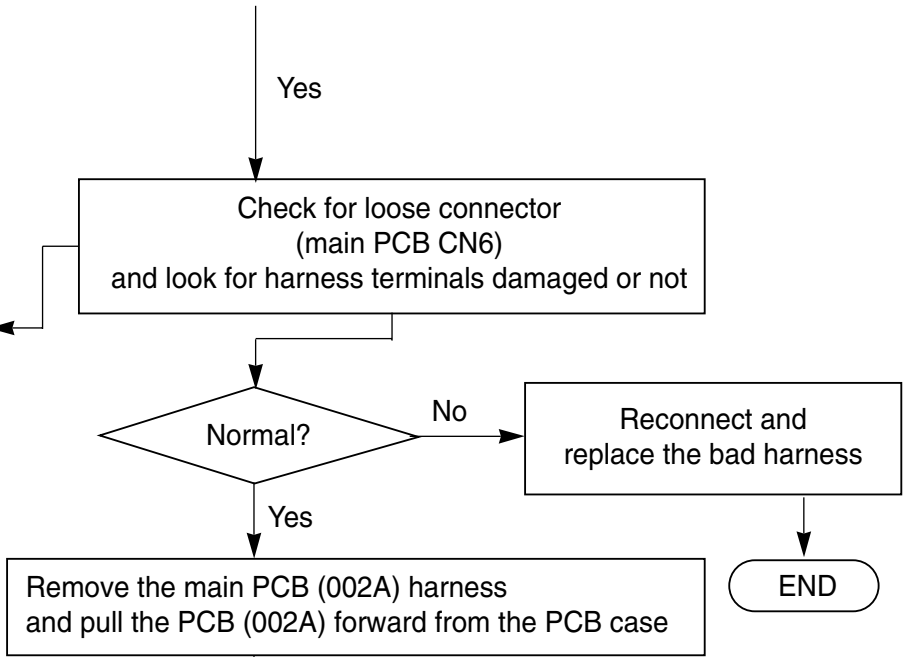 Yes
Check for loose connector
(main PCB CN6)
and look for harness terminals damaged or not
Normal?
No
Reconnect and
replace the bad harness
Yes
END
Remove the main PCB (002A) harness
and pull the PCB (002A) forward from the PCB case